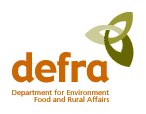 defra
Department for Environment
Food and Rural Affairs